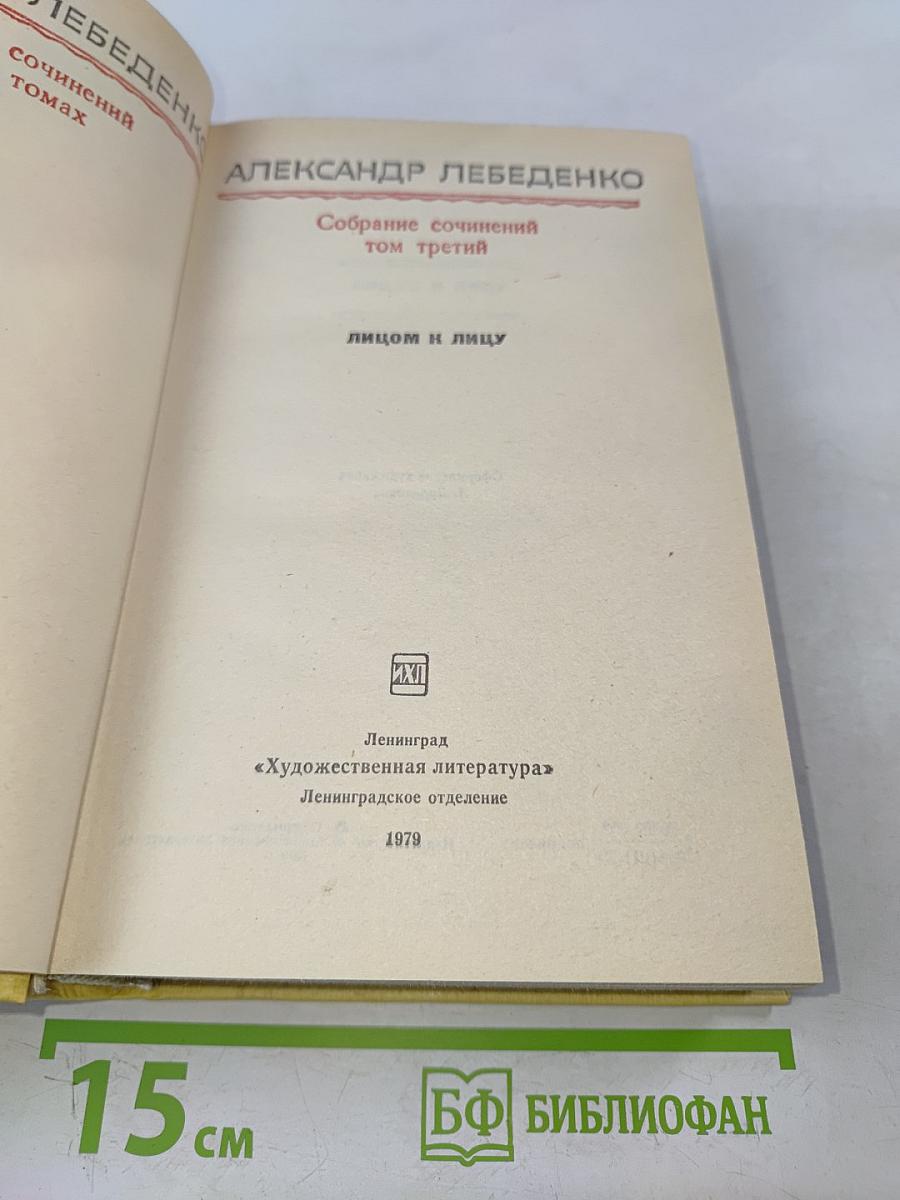 ЛЕБЕДЕНКО
сочинений
томах
АЛЕКСАНДР ЛЕБЕДЕНКО
Собрание сочинений
том третий
ЛИЦОМ К ЛИЦУ
ИХЛ
Ленинград
«Художественная литература»
Ленинградское отделение
1979
15 см
БФ БИБЛИОФАН